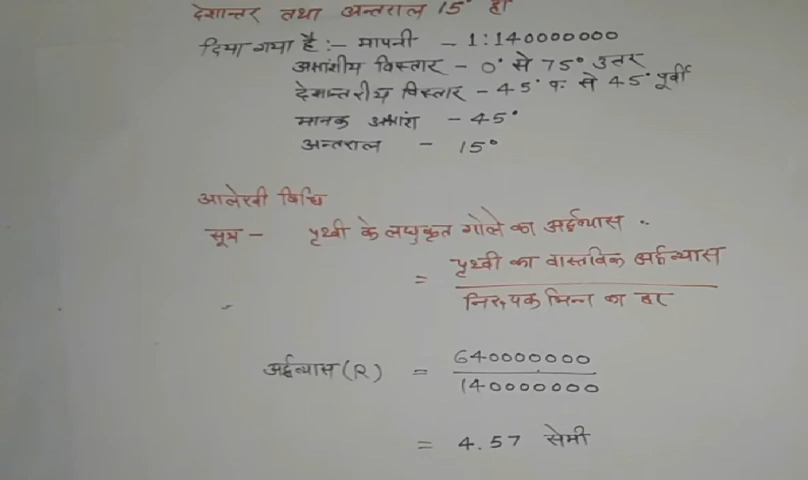 देशान्तर तथा अन्तराल 15° हो
दिया गया है :- मापनी - 1:140000000
अक्षांशीय विस्तार - 0° से 75° उत्तर
देशान्तरीय विस्तार - 45° प. से 45° पूर्वी
मानक अक्षांश - 45°
अन्तराल - 15°
आलेखी विधि
सूत्र - पृथ्वी के लघुकृत गोले का अर्द्धव्यास
= पृथ्वी का वास्तविक अर्द्धव्यास
निरूपक भिन्न का हर
अर्द्धव्यास (R) = 640000000
140000000
= 4.57 सेमी